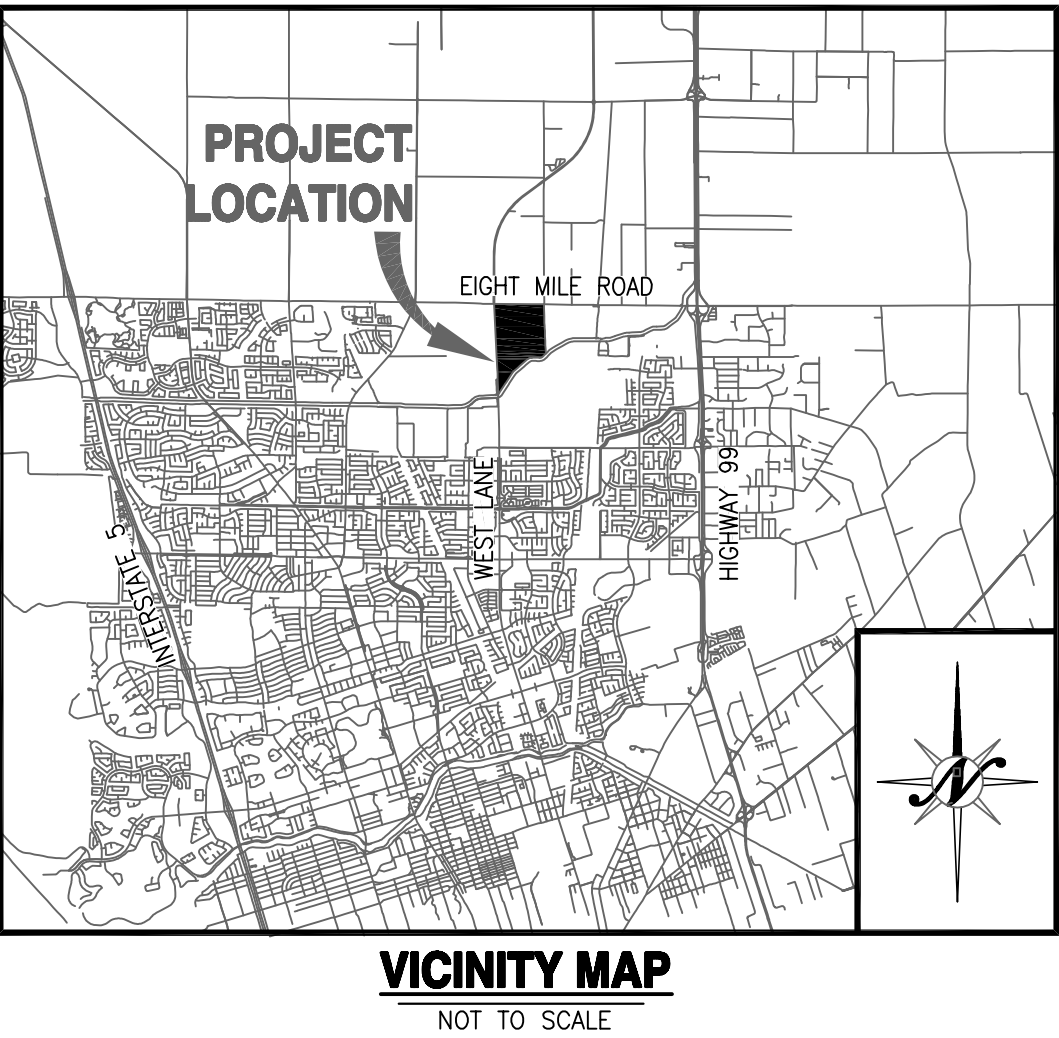 PROJECT
LOCATION
EIGHT MILE ROAD
WEST LANE
HIGHWAY 99
INTERSTATE 5
N
VICINITY MAP
NOT TO SCALE